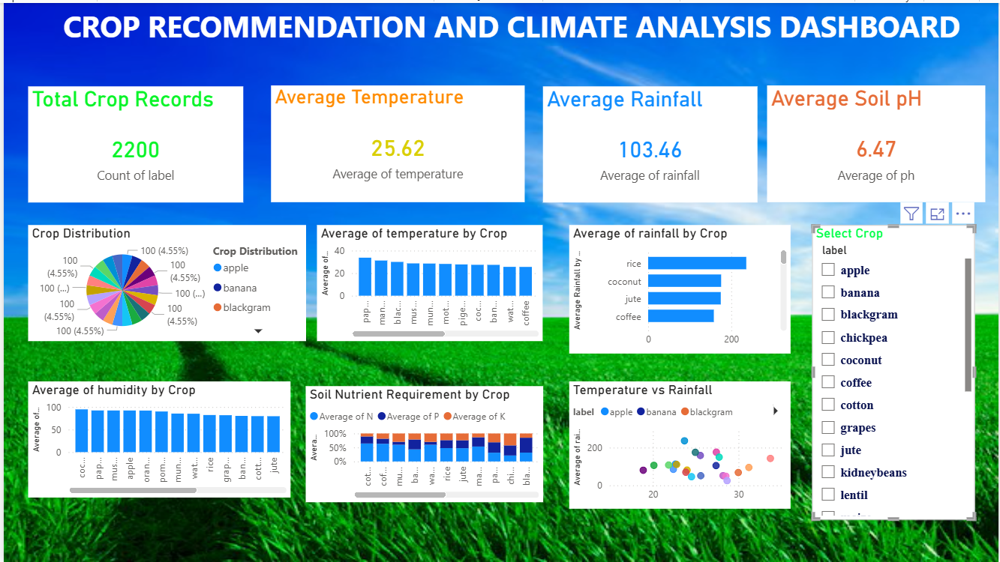 CROP RECOMMENDATION AND CLIMATE ANALYSIS DASHBOARD
Total Crop Records
2200
Count of label
Average Temperature
25.62
Average of temperature
Average Rainfall
103.46
Average of rainfall
Average Soil pH
6.47
Average of ph
Crop Distribution
100 (4.55%)
100
(4.55%)
100 (...)
100
(4.55%)
100 (4.55%)
100
(4.55%)
100 (...)
100
(4.55%)
Crop Distribution
apple
banana
blackgram
Average of temperature by Crop
Average of...
40
20
0
pap...
man...
blac...
mus...
mun...
mot...
pige...
coc...
ban...
wat...
coffee
Average of rainfall by Crop
Average Rainfall by ...
rice
coconut
jute
coffee
0
200
Select Crop
label
apple
banana
blackgram
chickpea
coconut
coffee
cotton
grapes
jute
kidneybeans
lentil
Average of humidity by Crop
Average of...
100
50
0
coc...
pap...
mus...
apple
oran...
pom...
mun...
wat...
rice
grap...
ban...
cott...
jute
Soil Nutrient Requirement by Crop
Average of N Average of P Average of K
Avera...
100%
50%
0%
cot...
cof...
mu...
ba...
wa...
rice
jute
ma...
pa...
chi...
bla...
Temperature vs Rainfall
label apple banana blackgram
Average of rai...
200
0
20
30